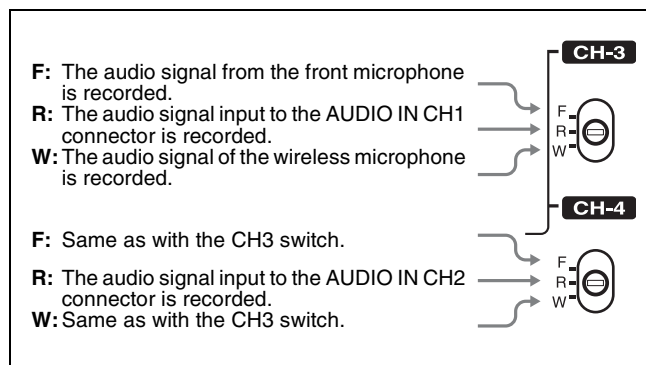 CH-3
F: The audio signal from the front microphone
is recorded.
R: The audio signal input to the AUDIO IN CH1
connector is recorded.
W: The audio signal of the wireless microphone
is recorded.
F
R
W
CH-4
F: Same as with the CH3 switch.
R: The audio signal input to the AUDIO IN CH2
connector is recorded.
W: Same as with the CH3 switch.
F
R
W